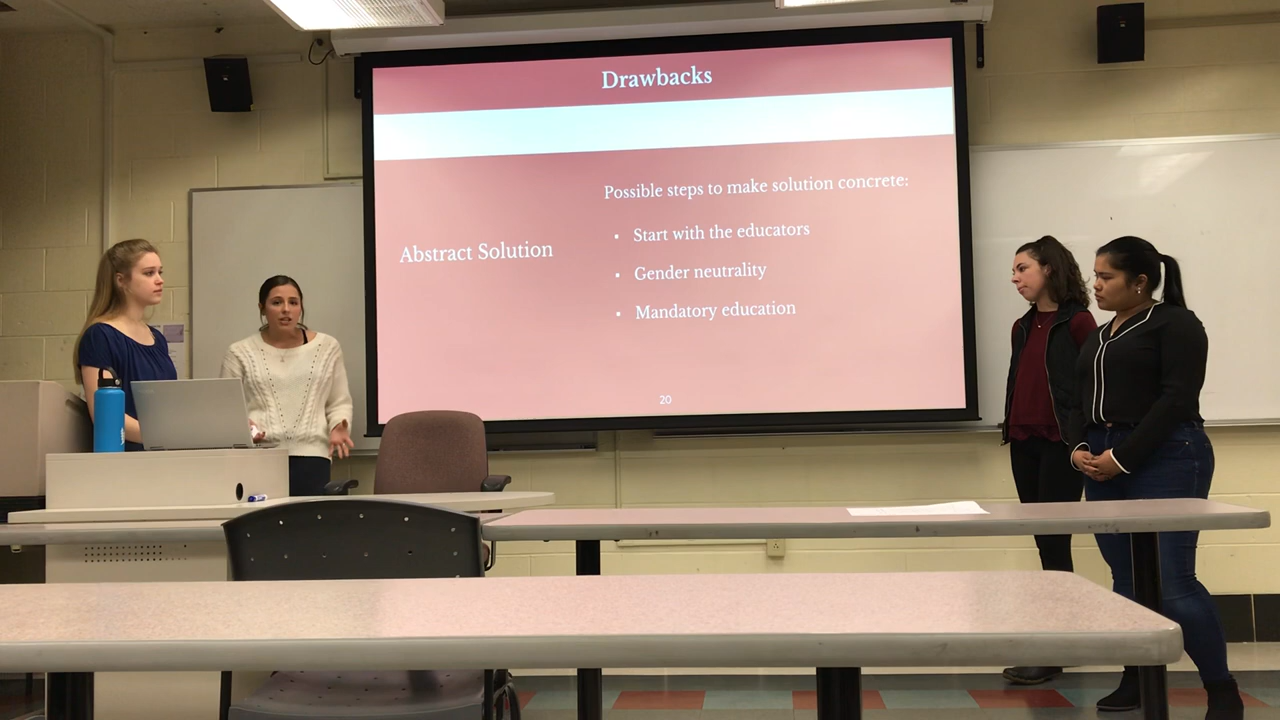 Drawbacks
Possible steps to make solution concrete:
Abstract Solution
Start with the educators
Gender neutrality
Mandatory education
20